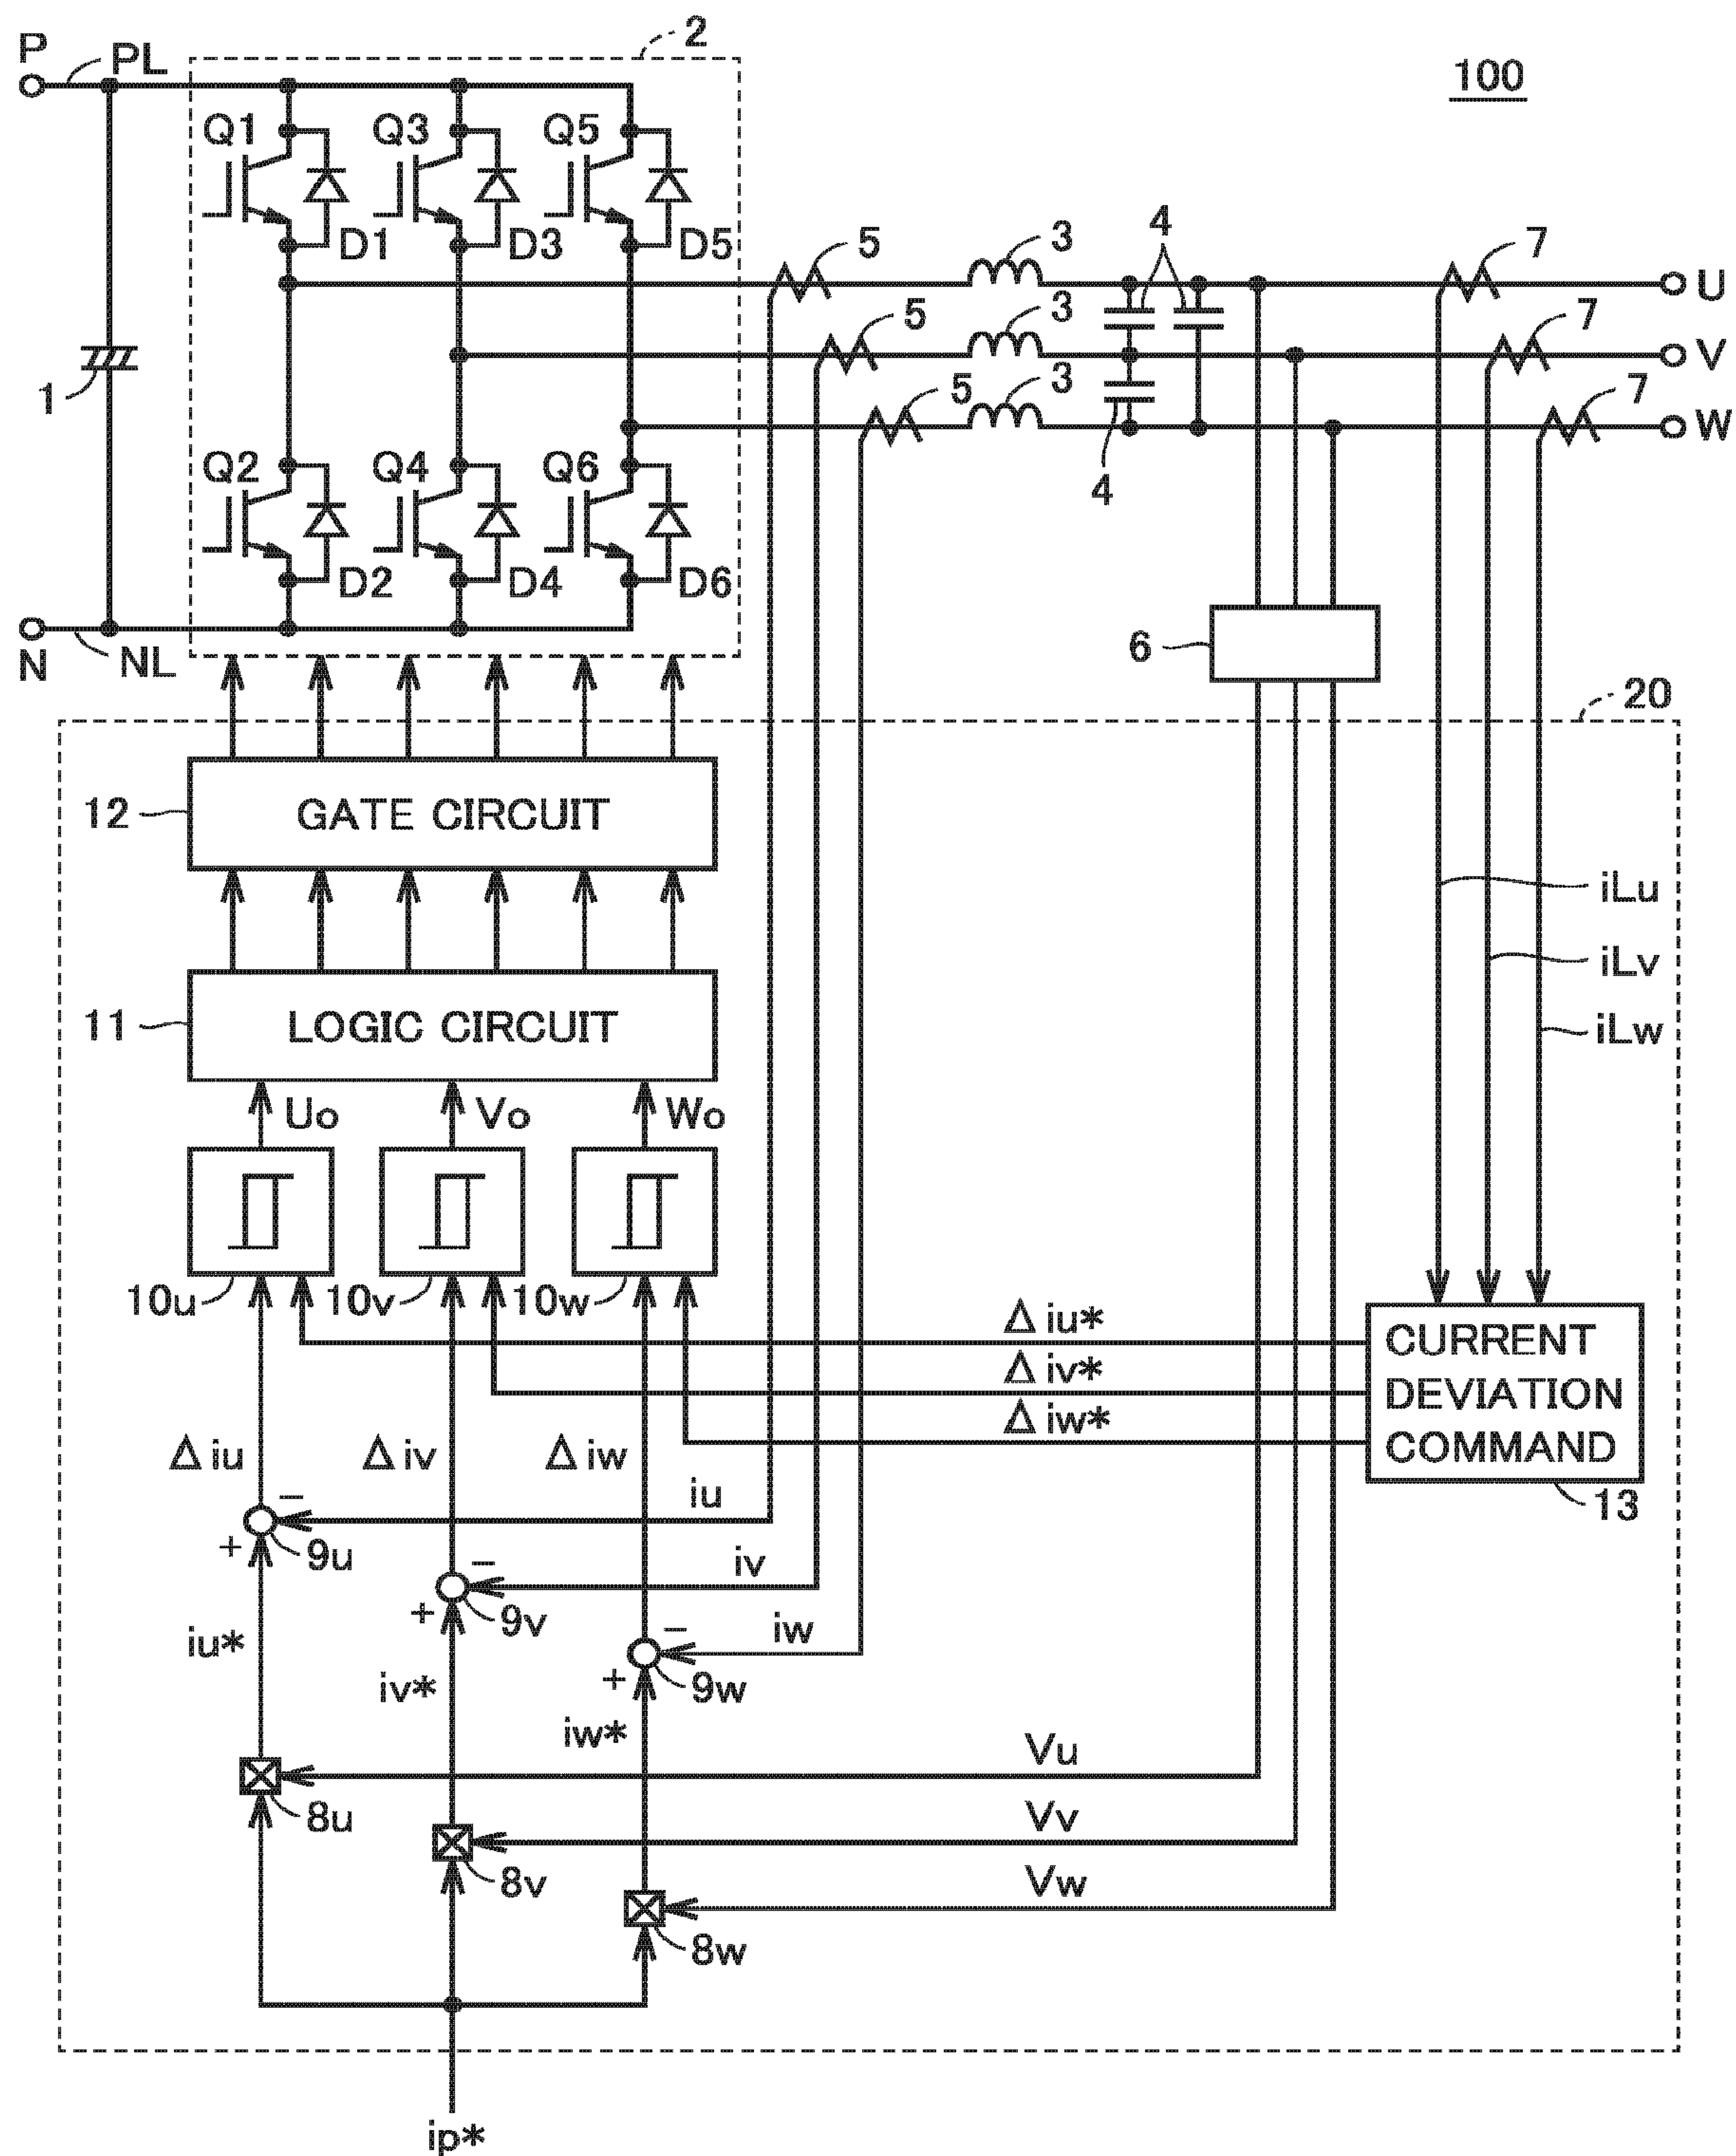 2
P
PL
100
Q1
Q3
Q5
D1
D3
D5
5
3
4
7
U
5
3
7
V
1
5
3
7
W
Q2
Q4
Q6
4
D2
D4
D6
N
NL
6
20
12
GATE CIRCUIT
iLu
iLv
11
LOGIC CIRCUIT
iLw
Uo
Vo
Wo
10u
10v
10w
Δiu*
CURRENT
Δiv*
DEVIATION
Δiw*
COMMAND
Δiu
Δiv
Δiw
−
iu
13
+
9u
−
iv
+
9v
iu*
−
iw
+
9w
iv*
iw*
Vu
8u
Vv
8v
Vw
8w
ip*